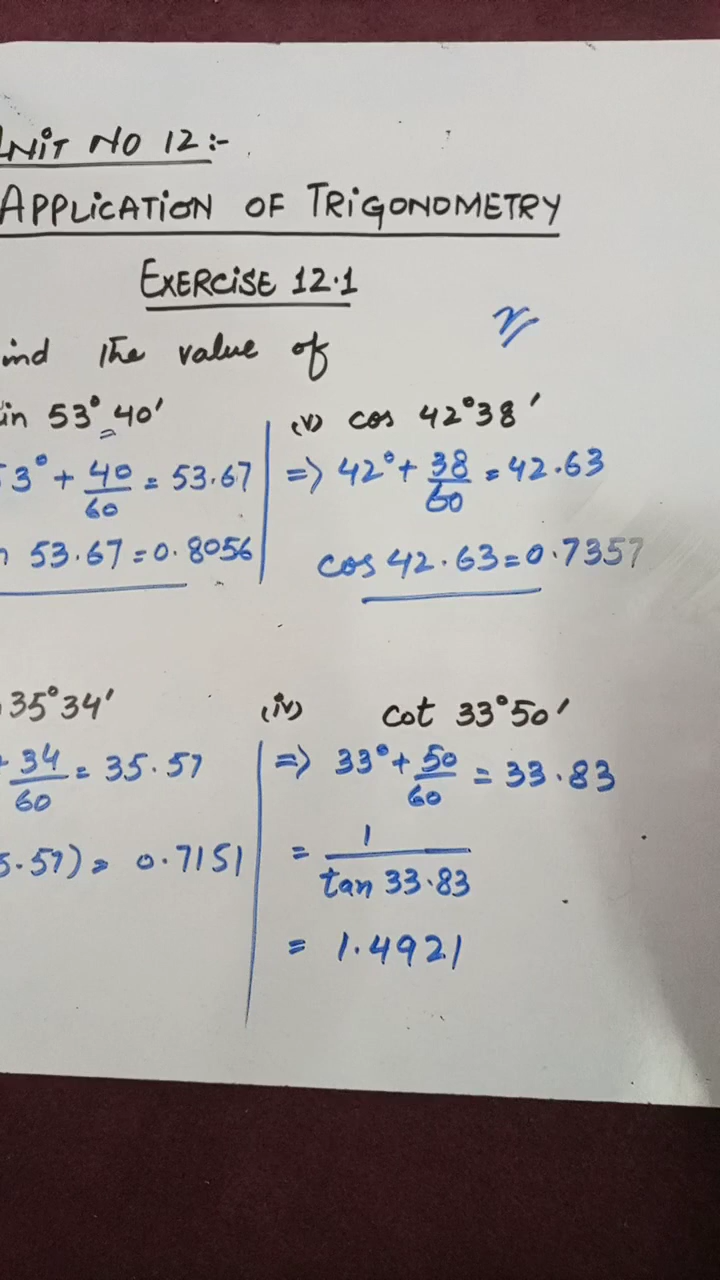 UNIT NO 12:-
APPLICATION OF TRIGONOMETRY
EXERCISE 12.1
ind the value of
in 53° 40'
3° + 40/60 = 53.67
53.67 = 0.8056
(v) cos 42°38'
=> 42° + 38/60 = 42.63
cos 42.63 = 0.7357
35°34'
+ 34/60 = 35.57
5.57) = 0.7151
(iv) cot 33°50'
=> 33° + 50/60 = 33.83
= 1/tan 33.83
= 1.4921